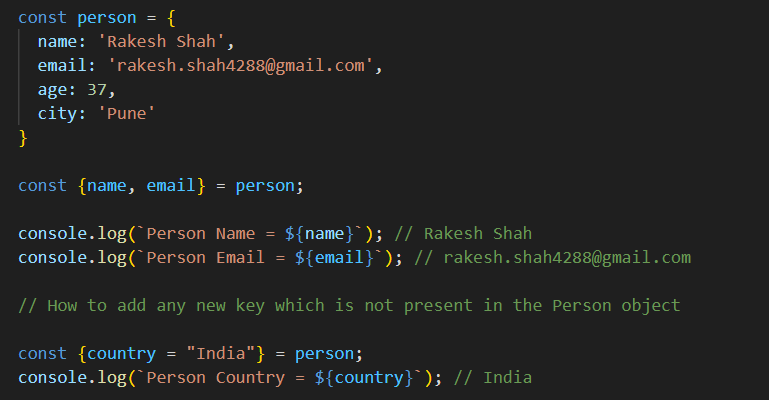 const person = {
name: 'Rakesh Shah',
email: 'rakesh.shah4288@gmail.com',
age: 37,
city: 'Pune'
}
const {name, email} = person;
console.log(`Person Name = ${name}`); // Rakesh Shah
console.log(`Person Email = ${email}`); // rakesh.shah4288@gmail.com
// How to add any new key which is not present in the Person object
const {country = "India"} = person;
console.log(`Person Country = ${country}`); // India